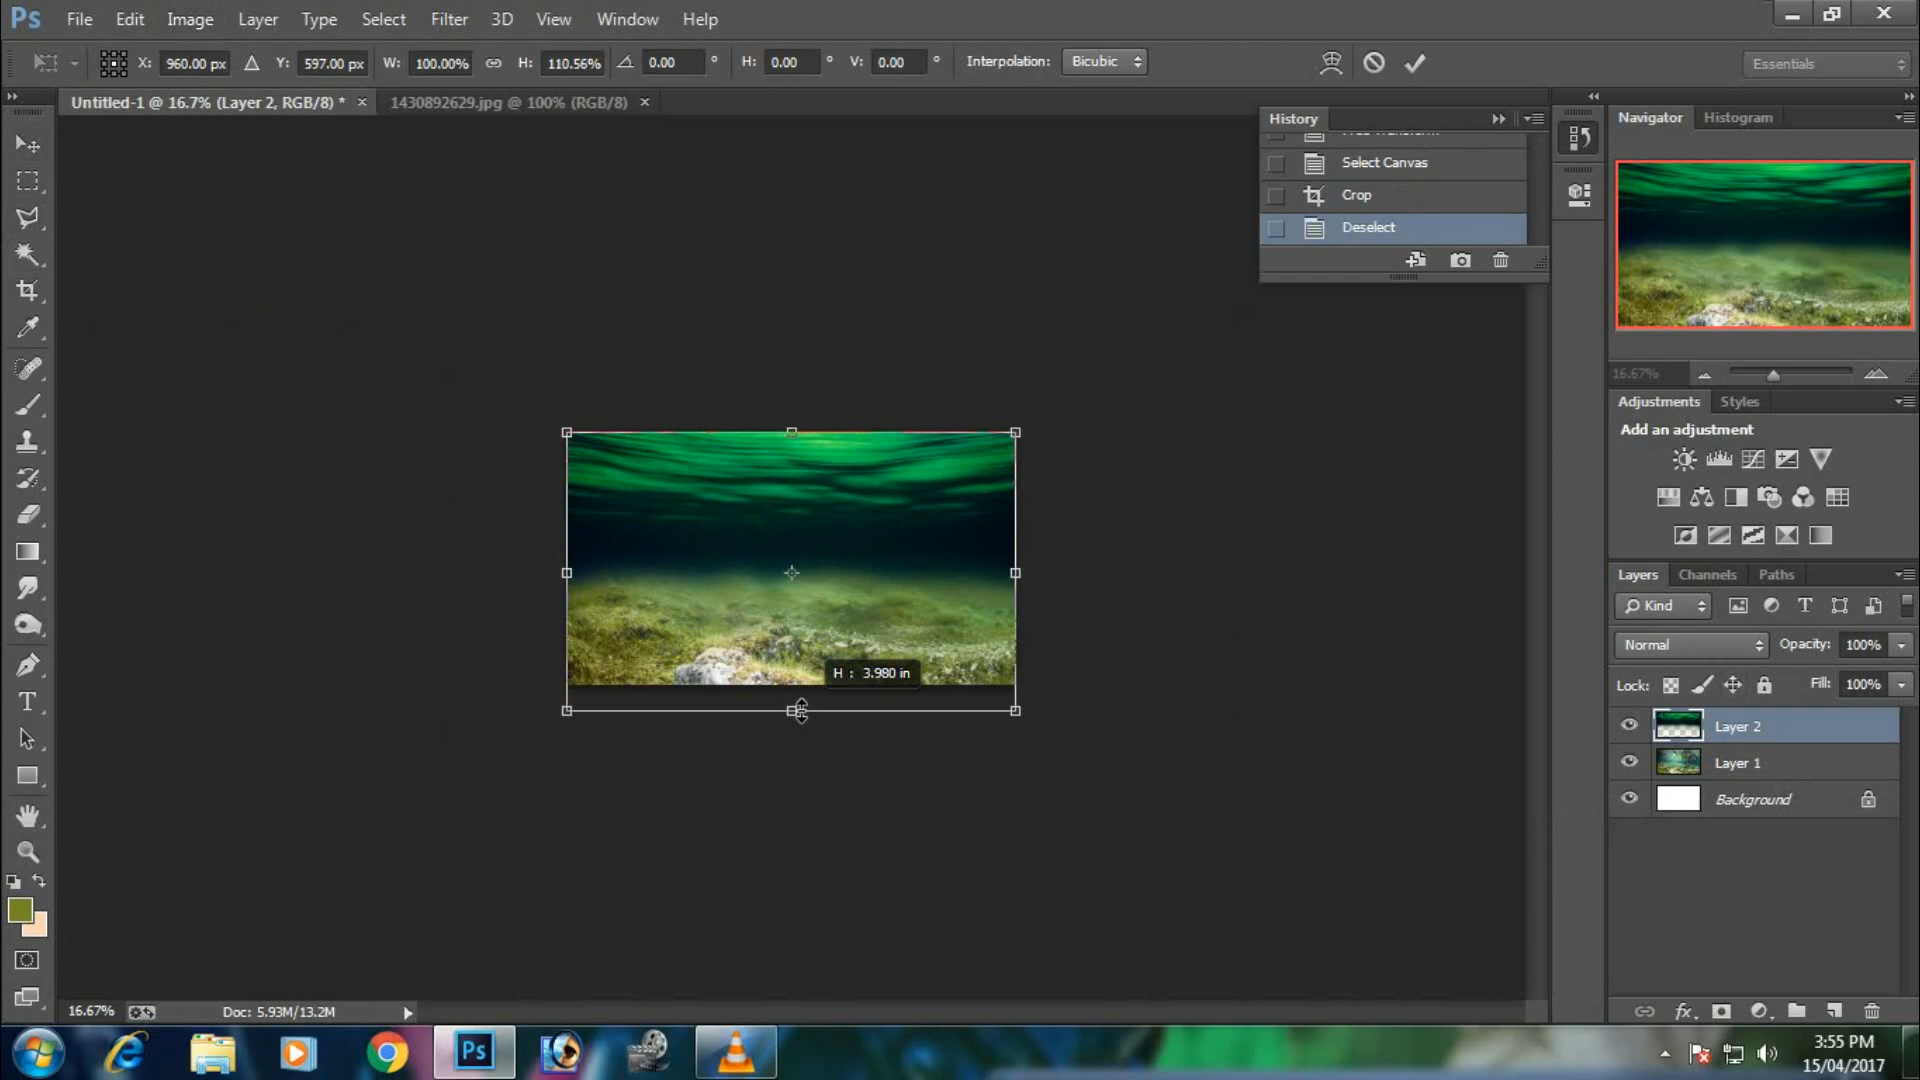 Ps File Edit Image Layer Type Select Filter 3D View Window Help
X: 960.00 px Y: 597.00 px W: 100.00% H: 110.56% 0.00 ° H: 0.00 ° V: 0.00 ° Interpolation: Bicubic Essentials
Untitled-1 @ 16.7% (Layer 2, RGB/8) * × 1430892629.jpg @ 100% (RGB/8) ×
History
Free Transform
Select Canvas
Crop
Deselect
Navigator Histogram
16.67%
Adjustments Styles
Add an adjustment
Layers Channels Paths
Kind
Normal Opacity: 100%
Lock: Fill: 100%
Layer 2
Layer 1
Background
H : 3.980 in
16.67% Doc: 5.93M/13.2M
Ps
3:55 PM
15/04/2017